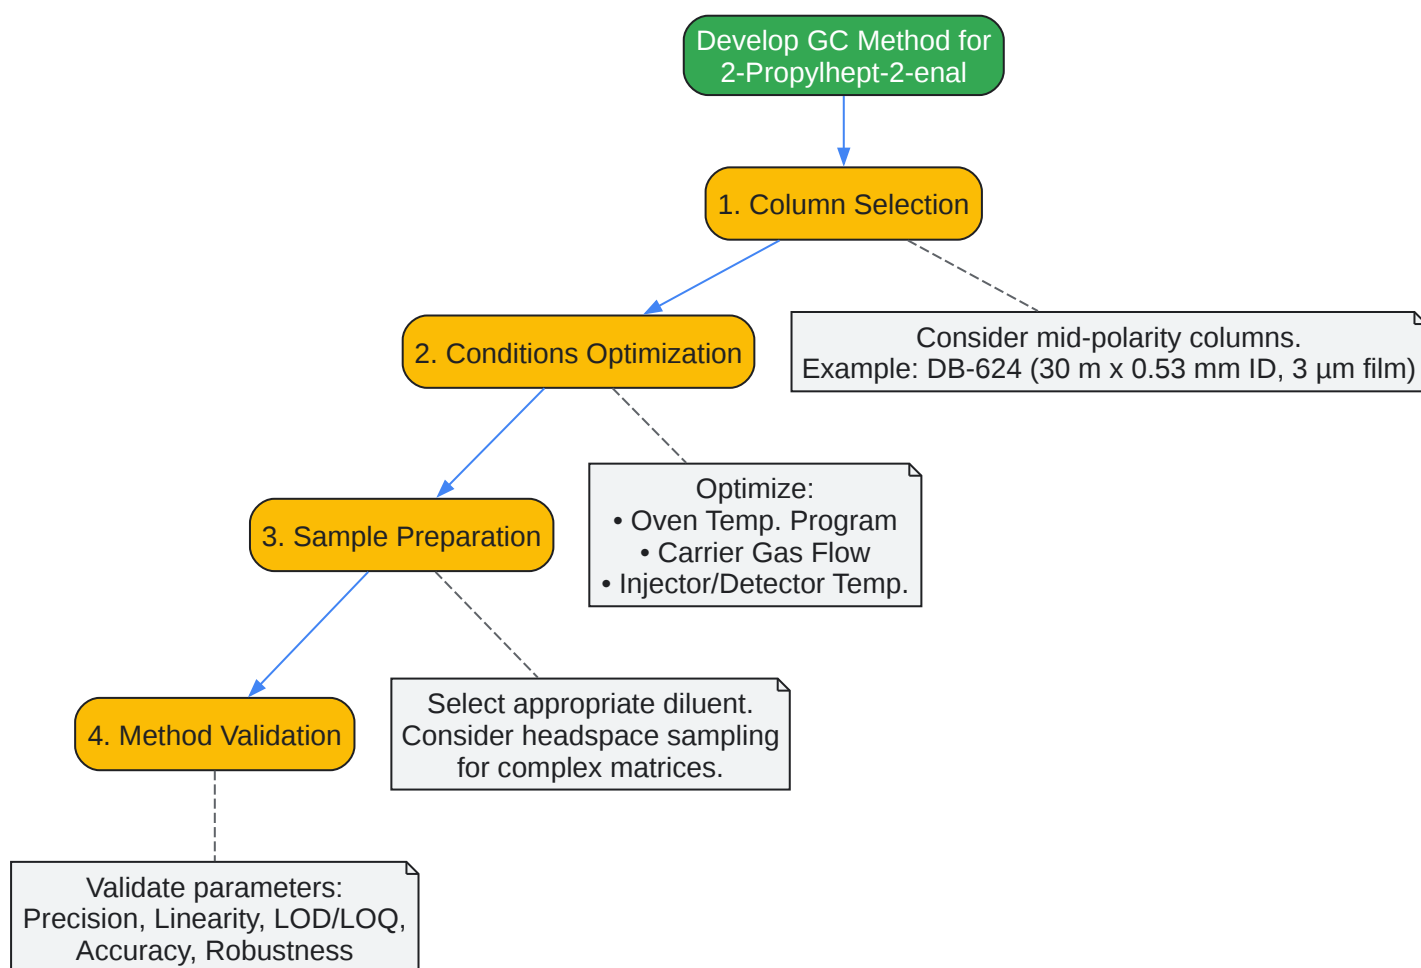 Develop GC Method for
2-Propylhept-2-enal
1. Column Selection
Consider mid-polarity columns.
Example: DB-624 (30 m x 0.53 mm ID, 3 µm film)
2. Conditions Optimization
Optimize:
• Oven Temp. Program
• Carrier Gas Flow
• Injector/Detector Temp.
3. Sample Preparation
Select appropriate diluent.
Consider headspace sampling
for complex matrices.
4. Method Validation
Validate parameters:
Precision, Linearity, LOD/LOQ,
Accuracy, Robustness